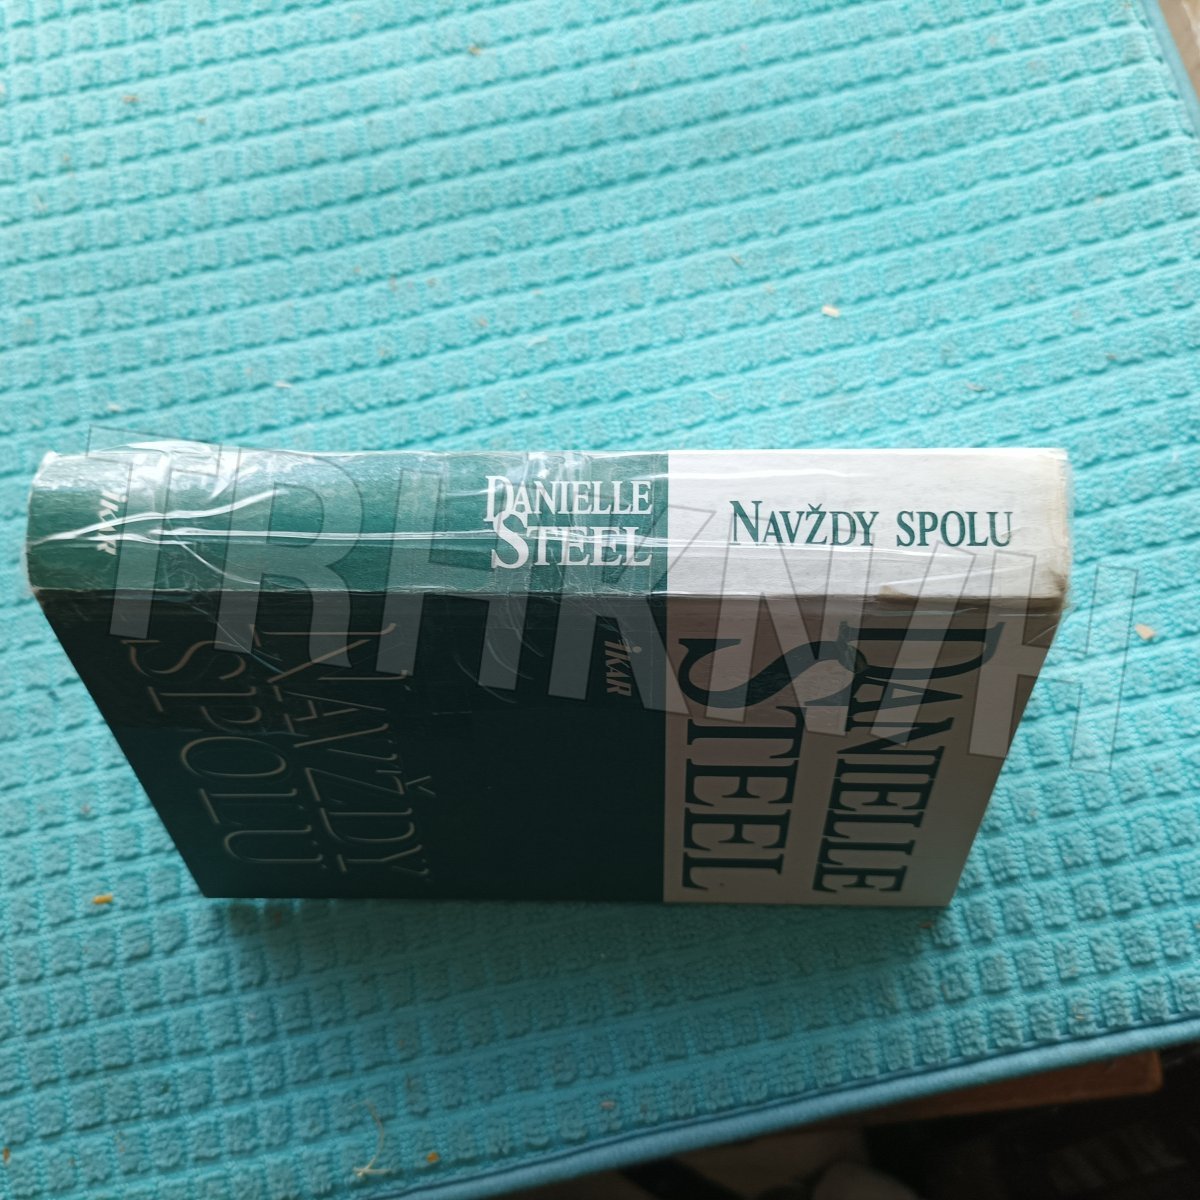 IKAR
DANIELLE
STEEL
NAVŽDY SPOLU
NAVŽDY
SPOLU
IKAR
DANIELLE
STEEL
TRHKNIH